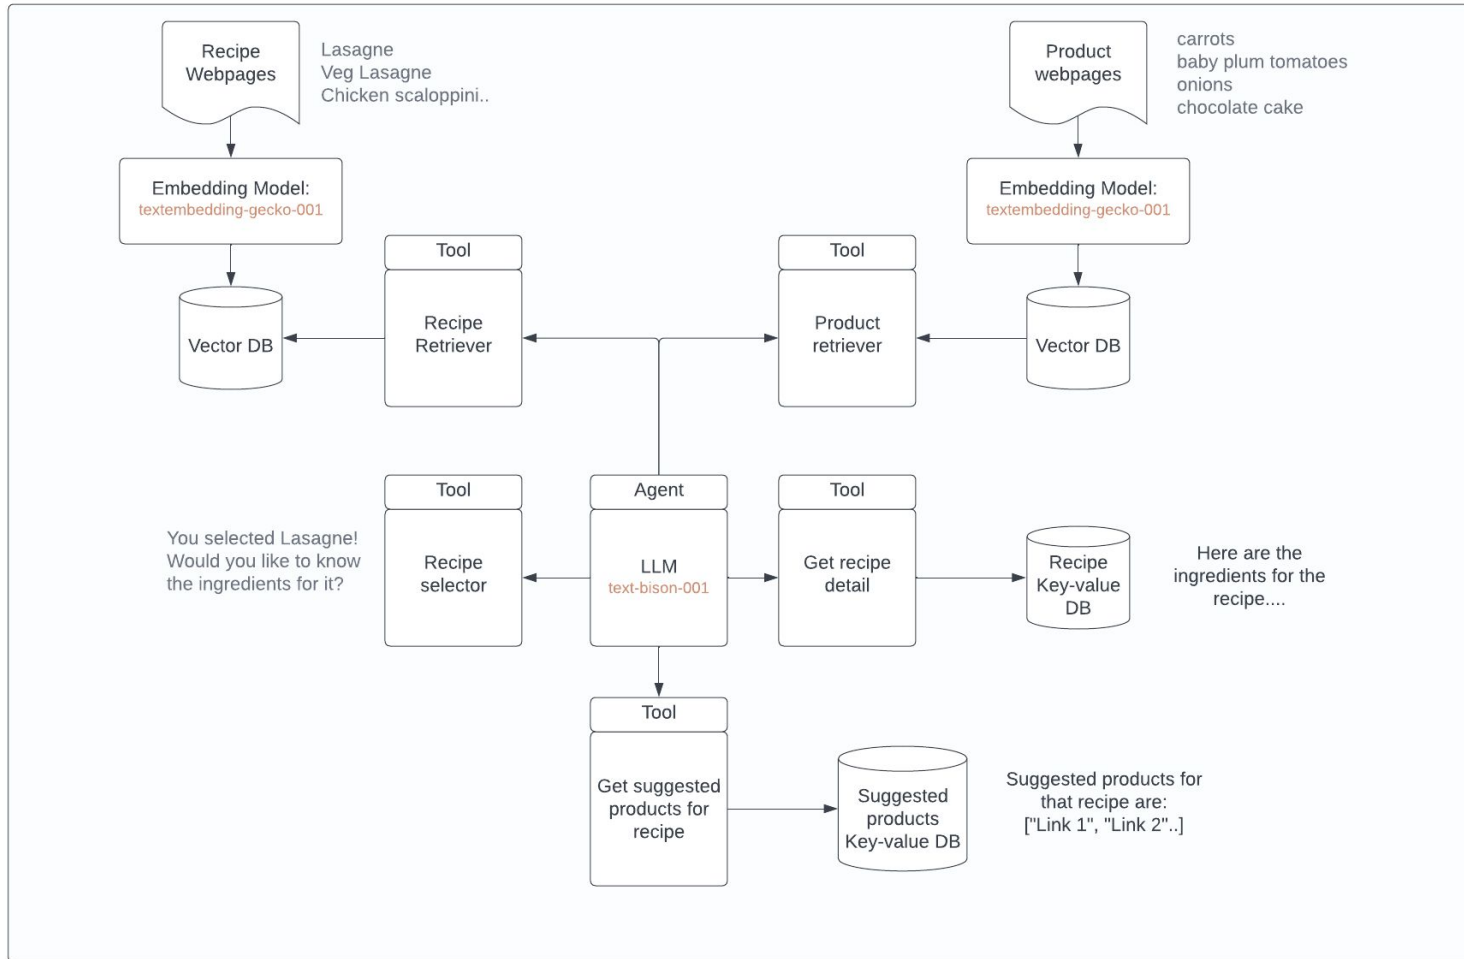 Recipe
Webpages
Lasagne
Veg Lasagne
Chicken scaloppini..
Product
webpages
carrots
baby plum tomatoes
onions
chocolate cake
Embedding Model:
textembedding-gecko-001
Embedding Model:
textembedding-gecko-001
Tool
Recipe
Retriever
Tool
Product
retriever
Vector DB
Vector DB
You selected Lasagne!
Would you like to know
the ingredients for it?
Tool
Recipe
selector
Agent
LLM
text-bison-001
Tool
Get recipe
detail
Recipe
Key-value
DB
Here are the
ingredients for the
recipe....
Tool
Get suggested
products for
recipe
Suggested
products
Key-value DB
Suggested products for
that recipe are:
["Link 1", "Link 2"..]